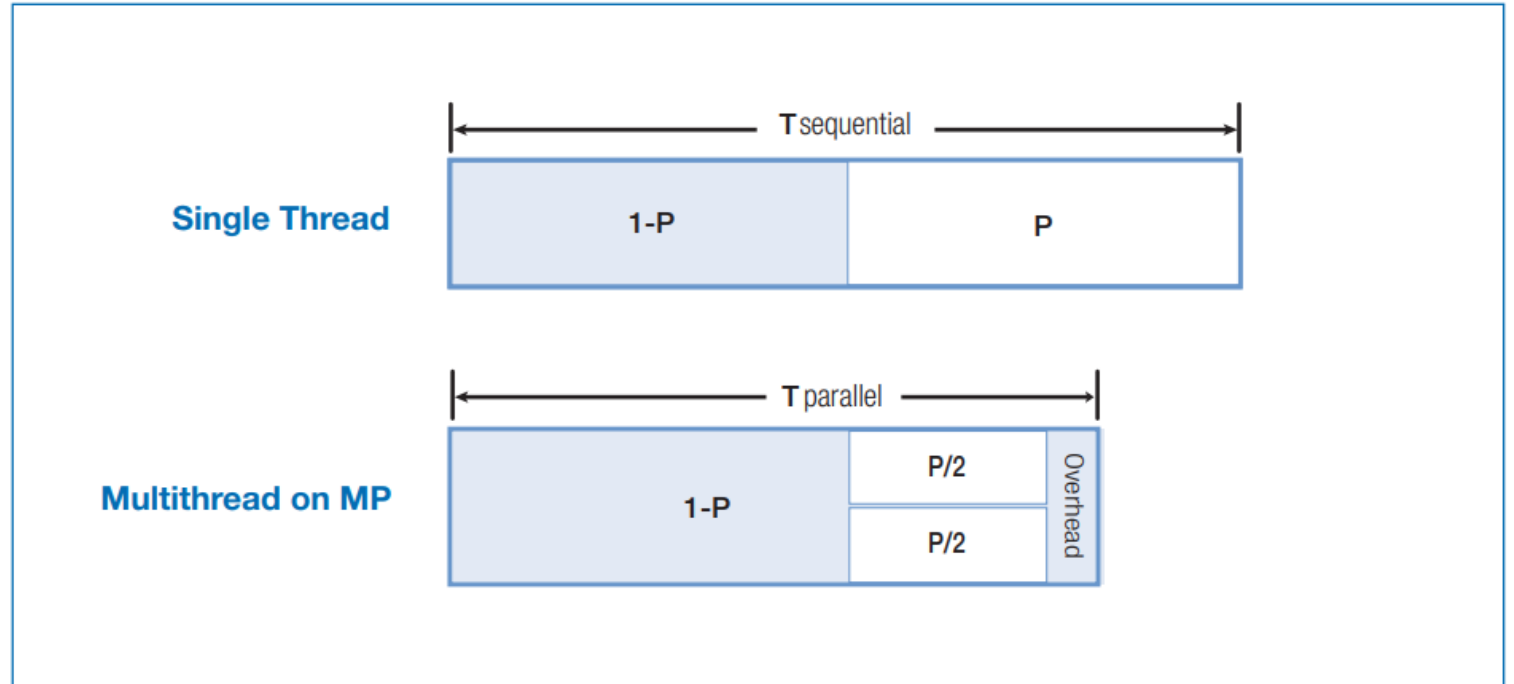 T sequential
Single Thread
1-P
P
T parallel
Multithread on MP
1-P
P/2
P/2
Overhead